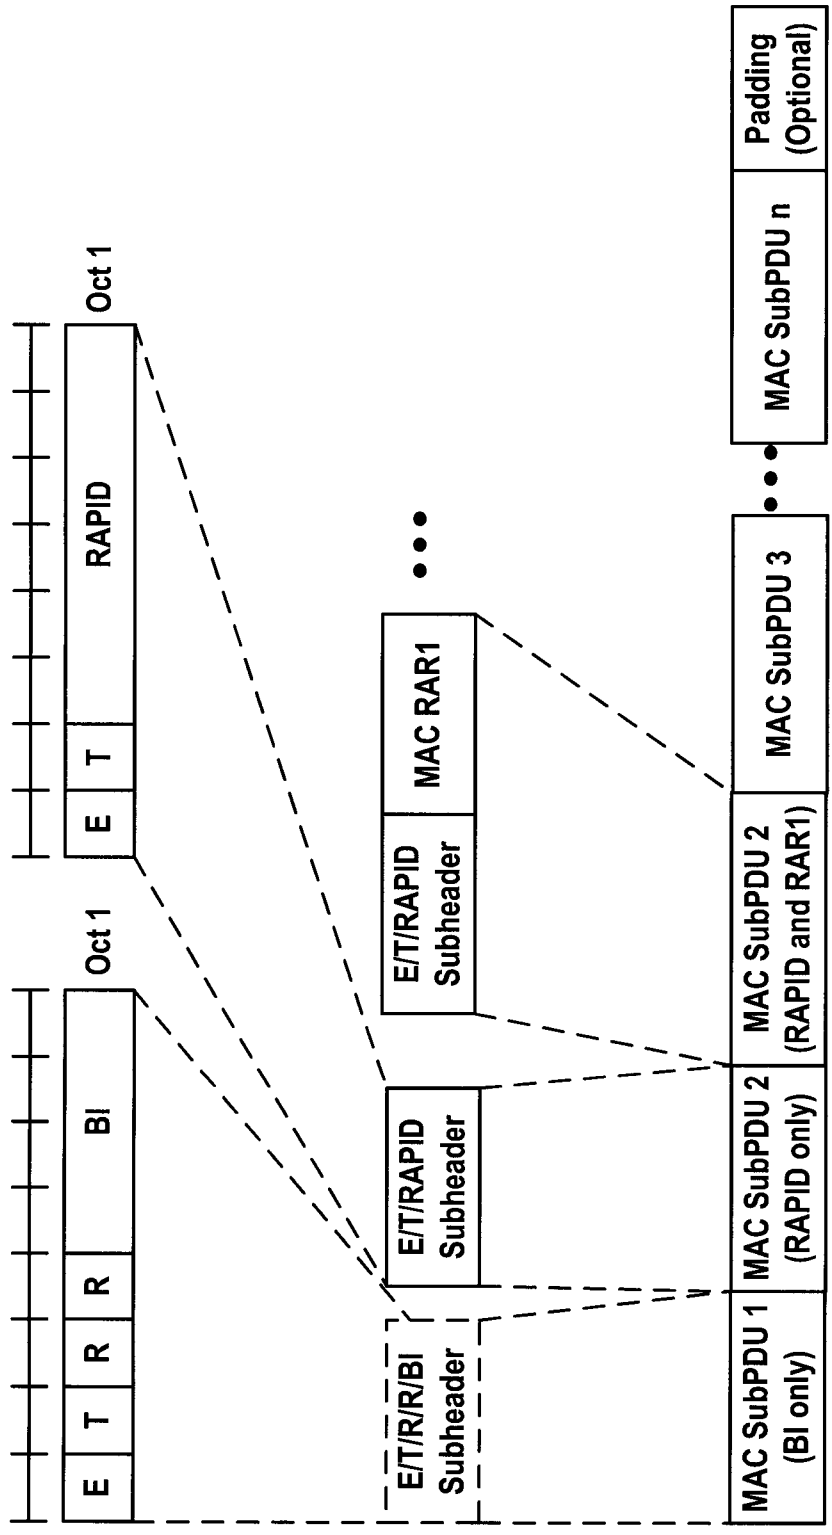 E T R R BI Oct 1
E T RAPID Oct 1
E/T/R/R/BI
Subheader
E/T/RAPID
Subheader
E/T/RAPID
Subheader
MAC RAR1
MAC SubPDU 1
(BI only)
MAC SubPDU 2
(RAPID only)
MAC SubPDU 2
(RAPID and RAR1)
MAC SubPDU 3
MAC SubPDU n
Padding
(Optional)